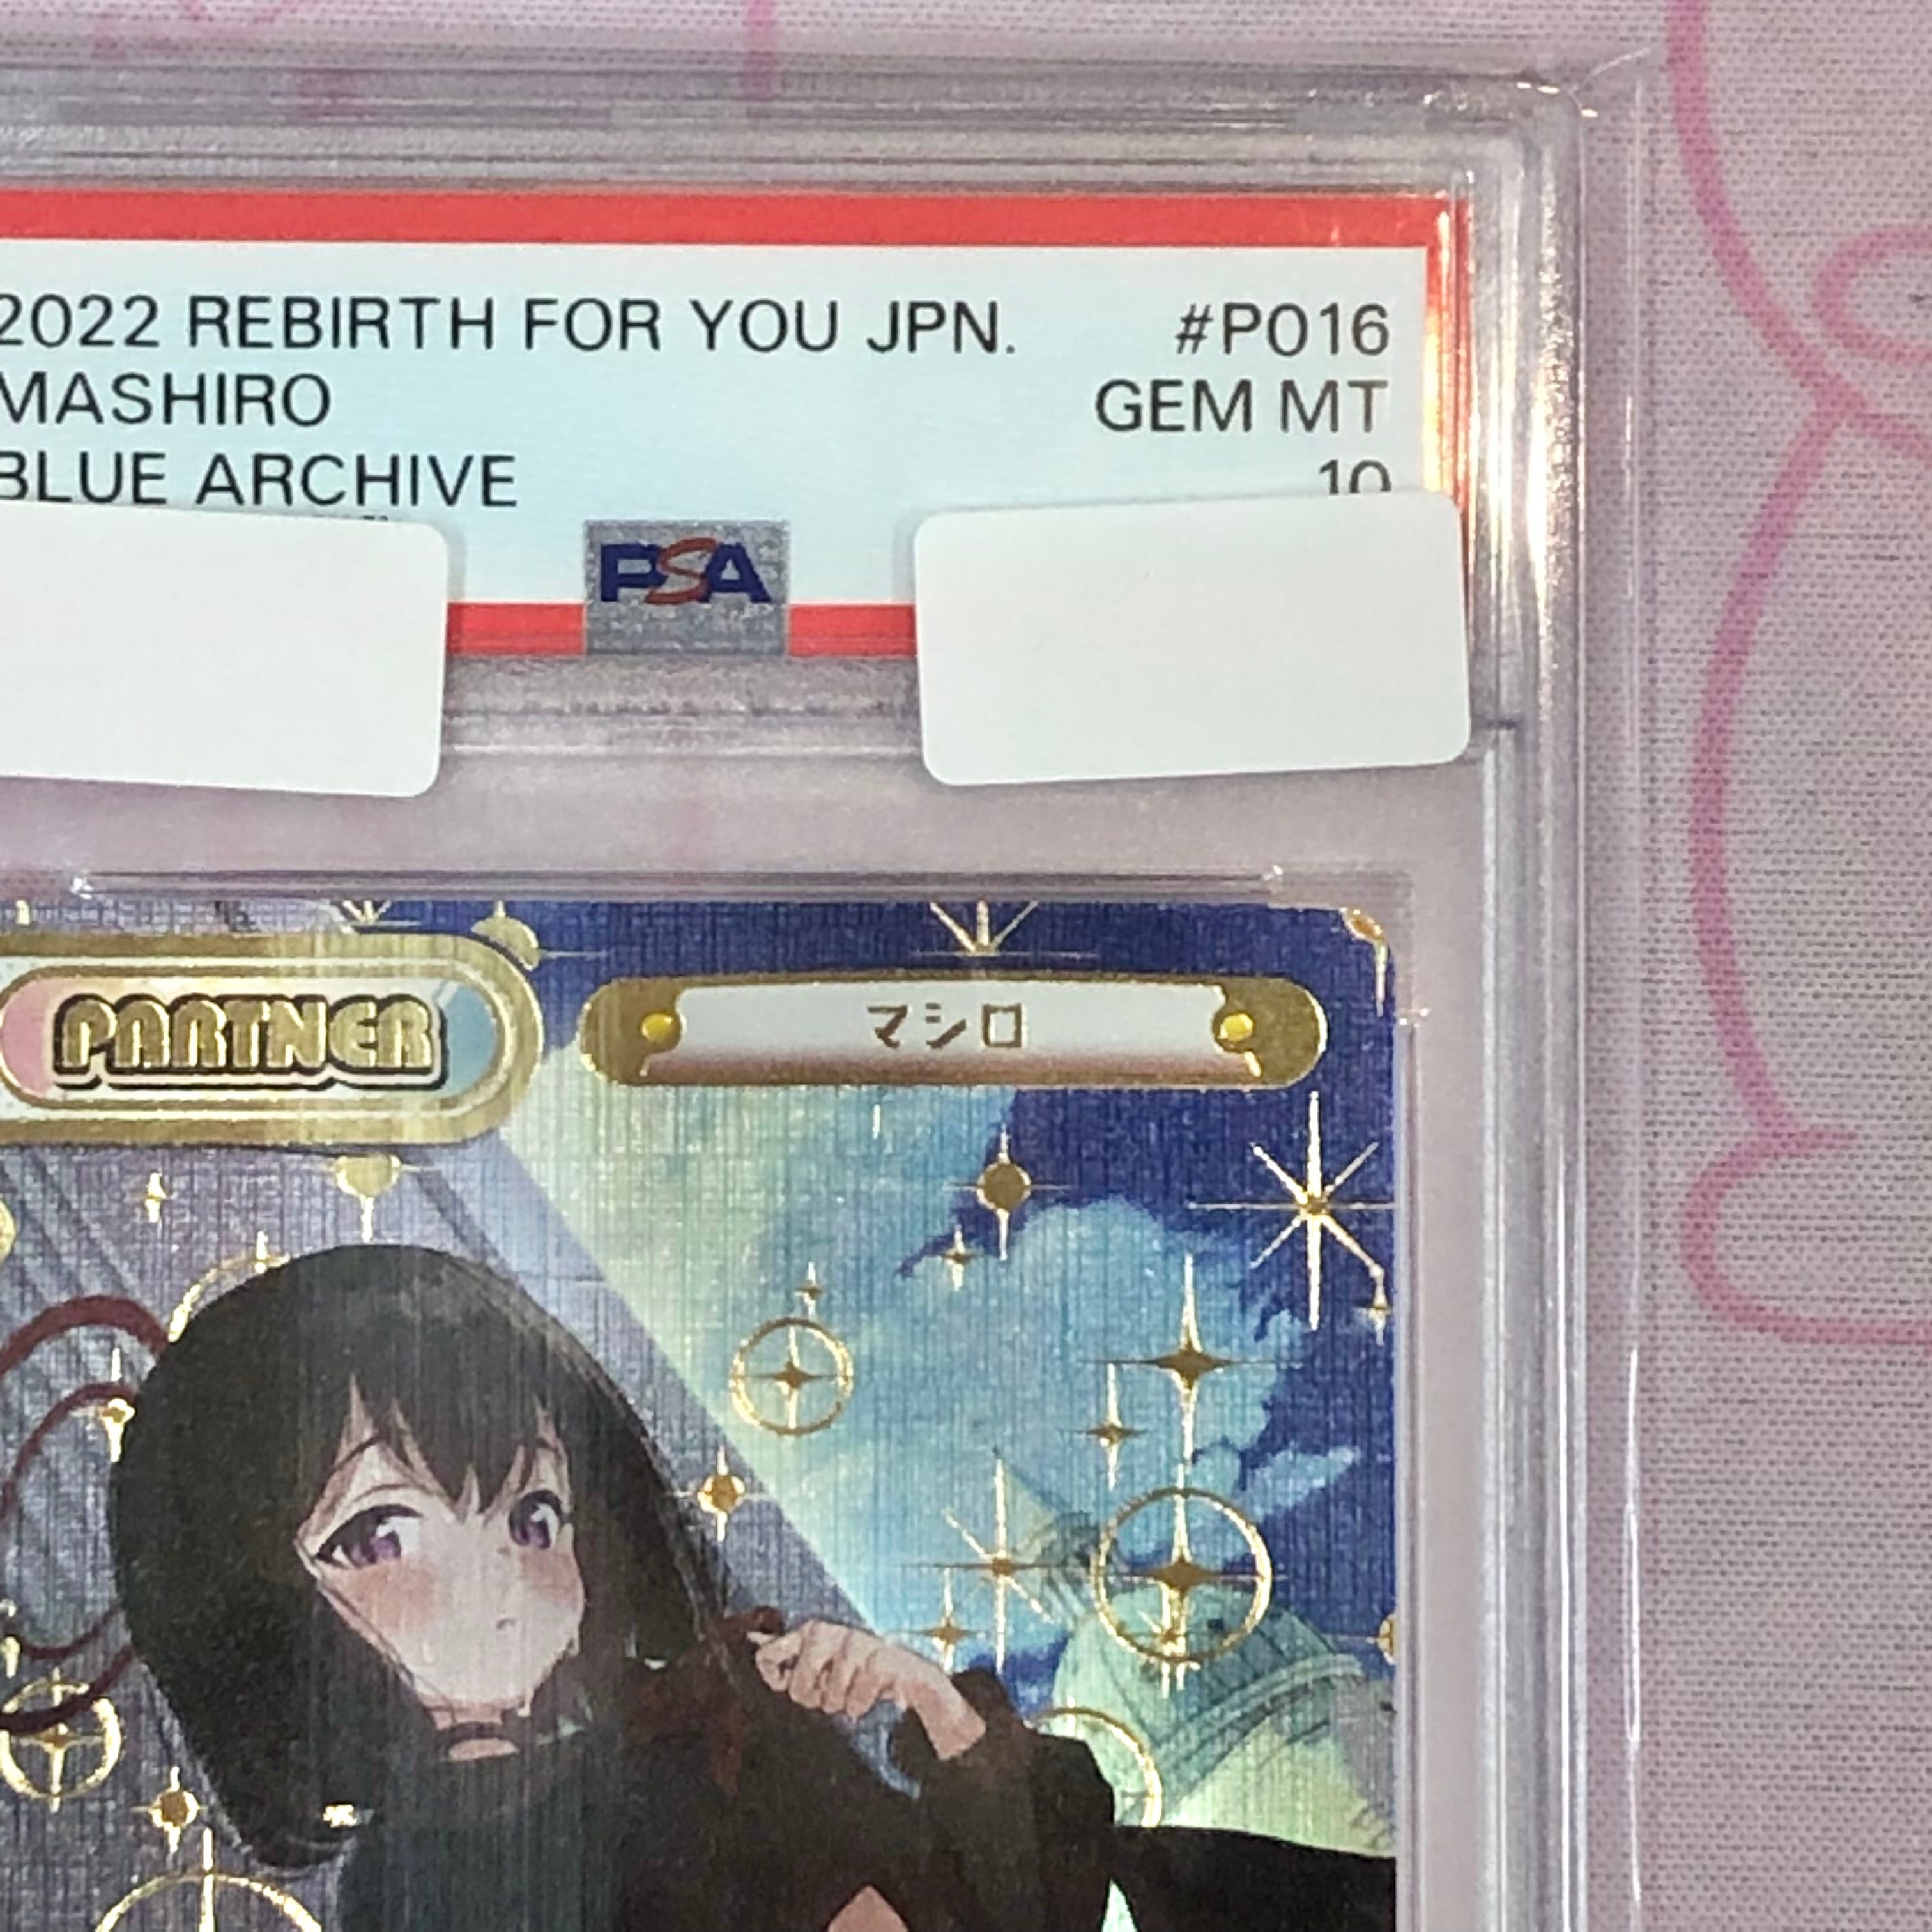 2022 REBIRTH FOR YOU JPN. #P016
MASHIRO GEM MT
BLUE ARCHIVE 10
PSA
PARTNER マシロ